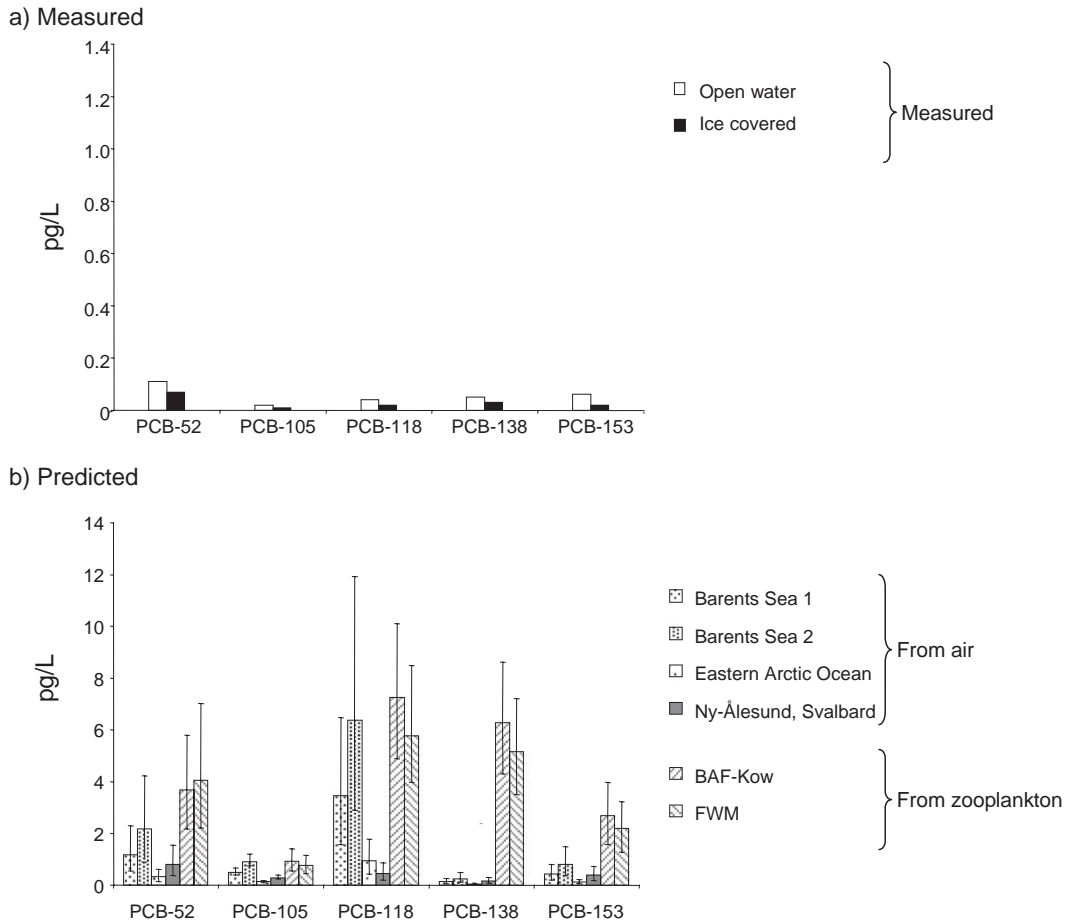 a) Measured
1.4
1.2
1.0
0.8
0.6
0.4
0.2
0
pg/L
PCB-52 PCB-105 PCB-118 PCB-138 PCB-153
Open water
Ice covered
Measured
b) Predicted
14
12
10
8
6
4
2
0
pg/L
PCB-52 PCB-105 PCB-118 PCB-138 PCB-153
Barents Sea 1
Barents Sea 2
Eastern Arctic Ocean
Ny-Ålesund, Svalbard
From air
BAF-Kow
FWM
From zooplankton